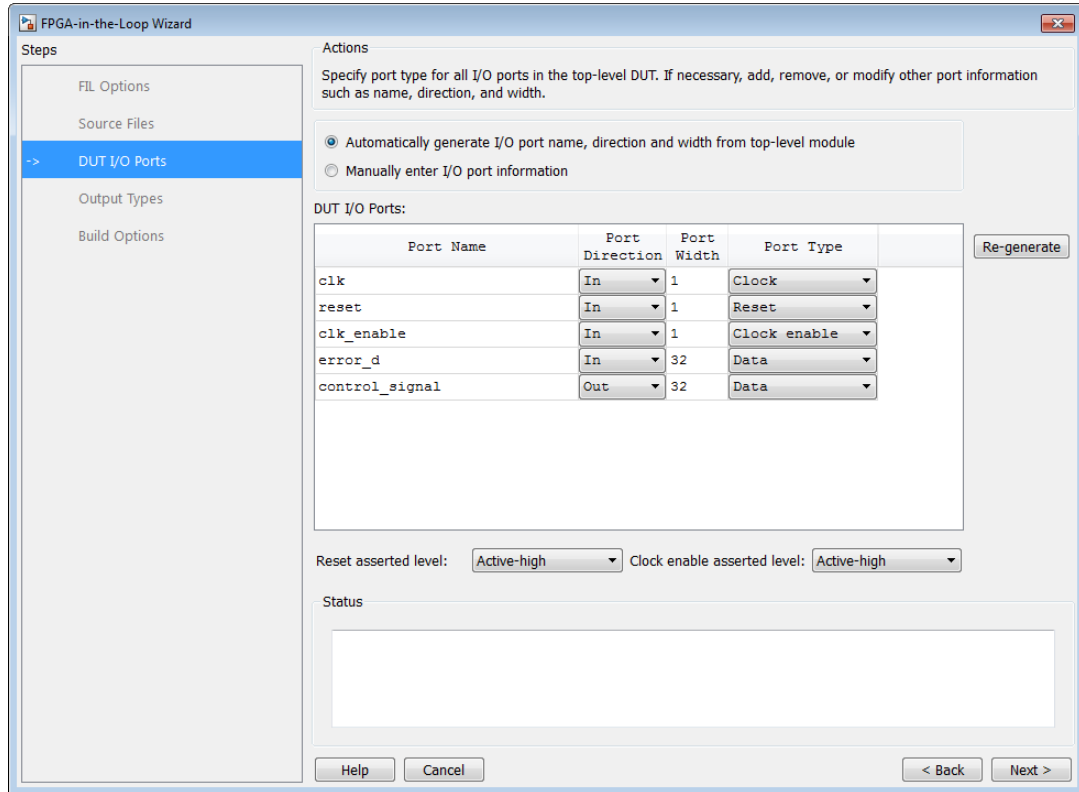 FPGA-in-the-Loop Wizard
Steps
FIL Options
Source Files
-> DUT I/O Ports
Output Types
Build Options
Actions
Specify port type for all I/O ports in the top-level DUT. If necessary, add, remove, or modify other port information
such as name, direction, and width.
Automatically generate I/O port name, direction and width from top-level module
Manually enter I/O port information
DUT I/O Ports:
Port Name Port Direction Port Width Port Type
clk In 1 Clock
reset In 1 Reset
clk_enable In 1 Clock enable
error_d In 32 Data
control_signal Out 32 Data
Re-generate
Reset asserted level: Active-high Clock enable asserted level: Active-high
Status
Help Cancel < Back Next >